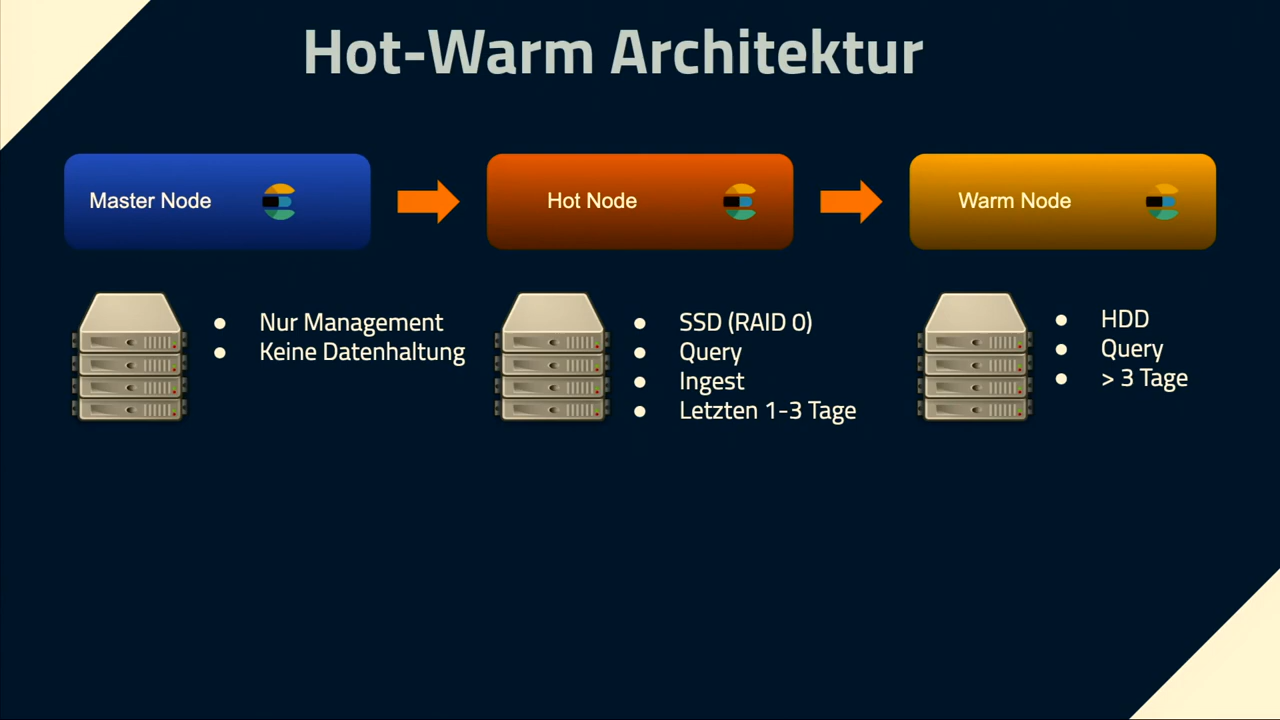 Hot-Warm Architektur
Master Node
Hot Node
Warm Node
● Nur Management
● Keine Datenhaltung
● SSD (RAID 0)
● Query
● Ingest
● Letzten 1-3 Tage
● HDD
● Query
● > 3 Tage